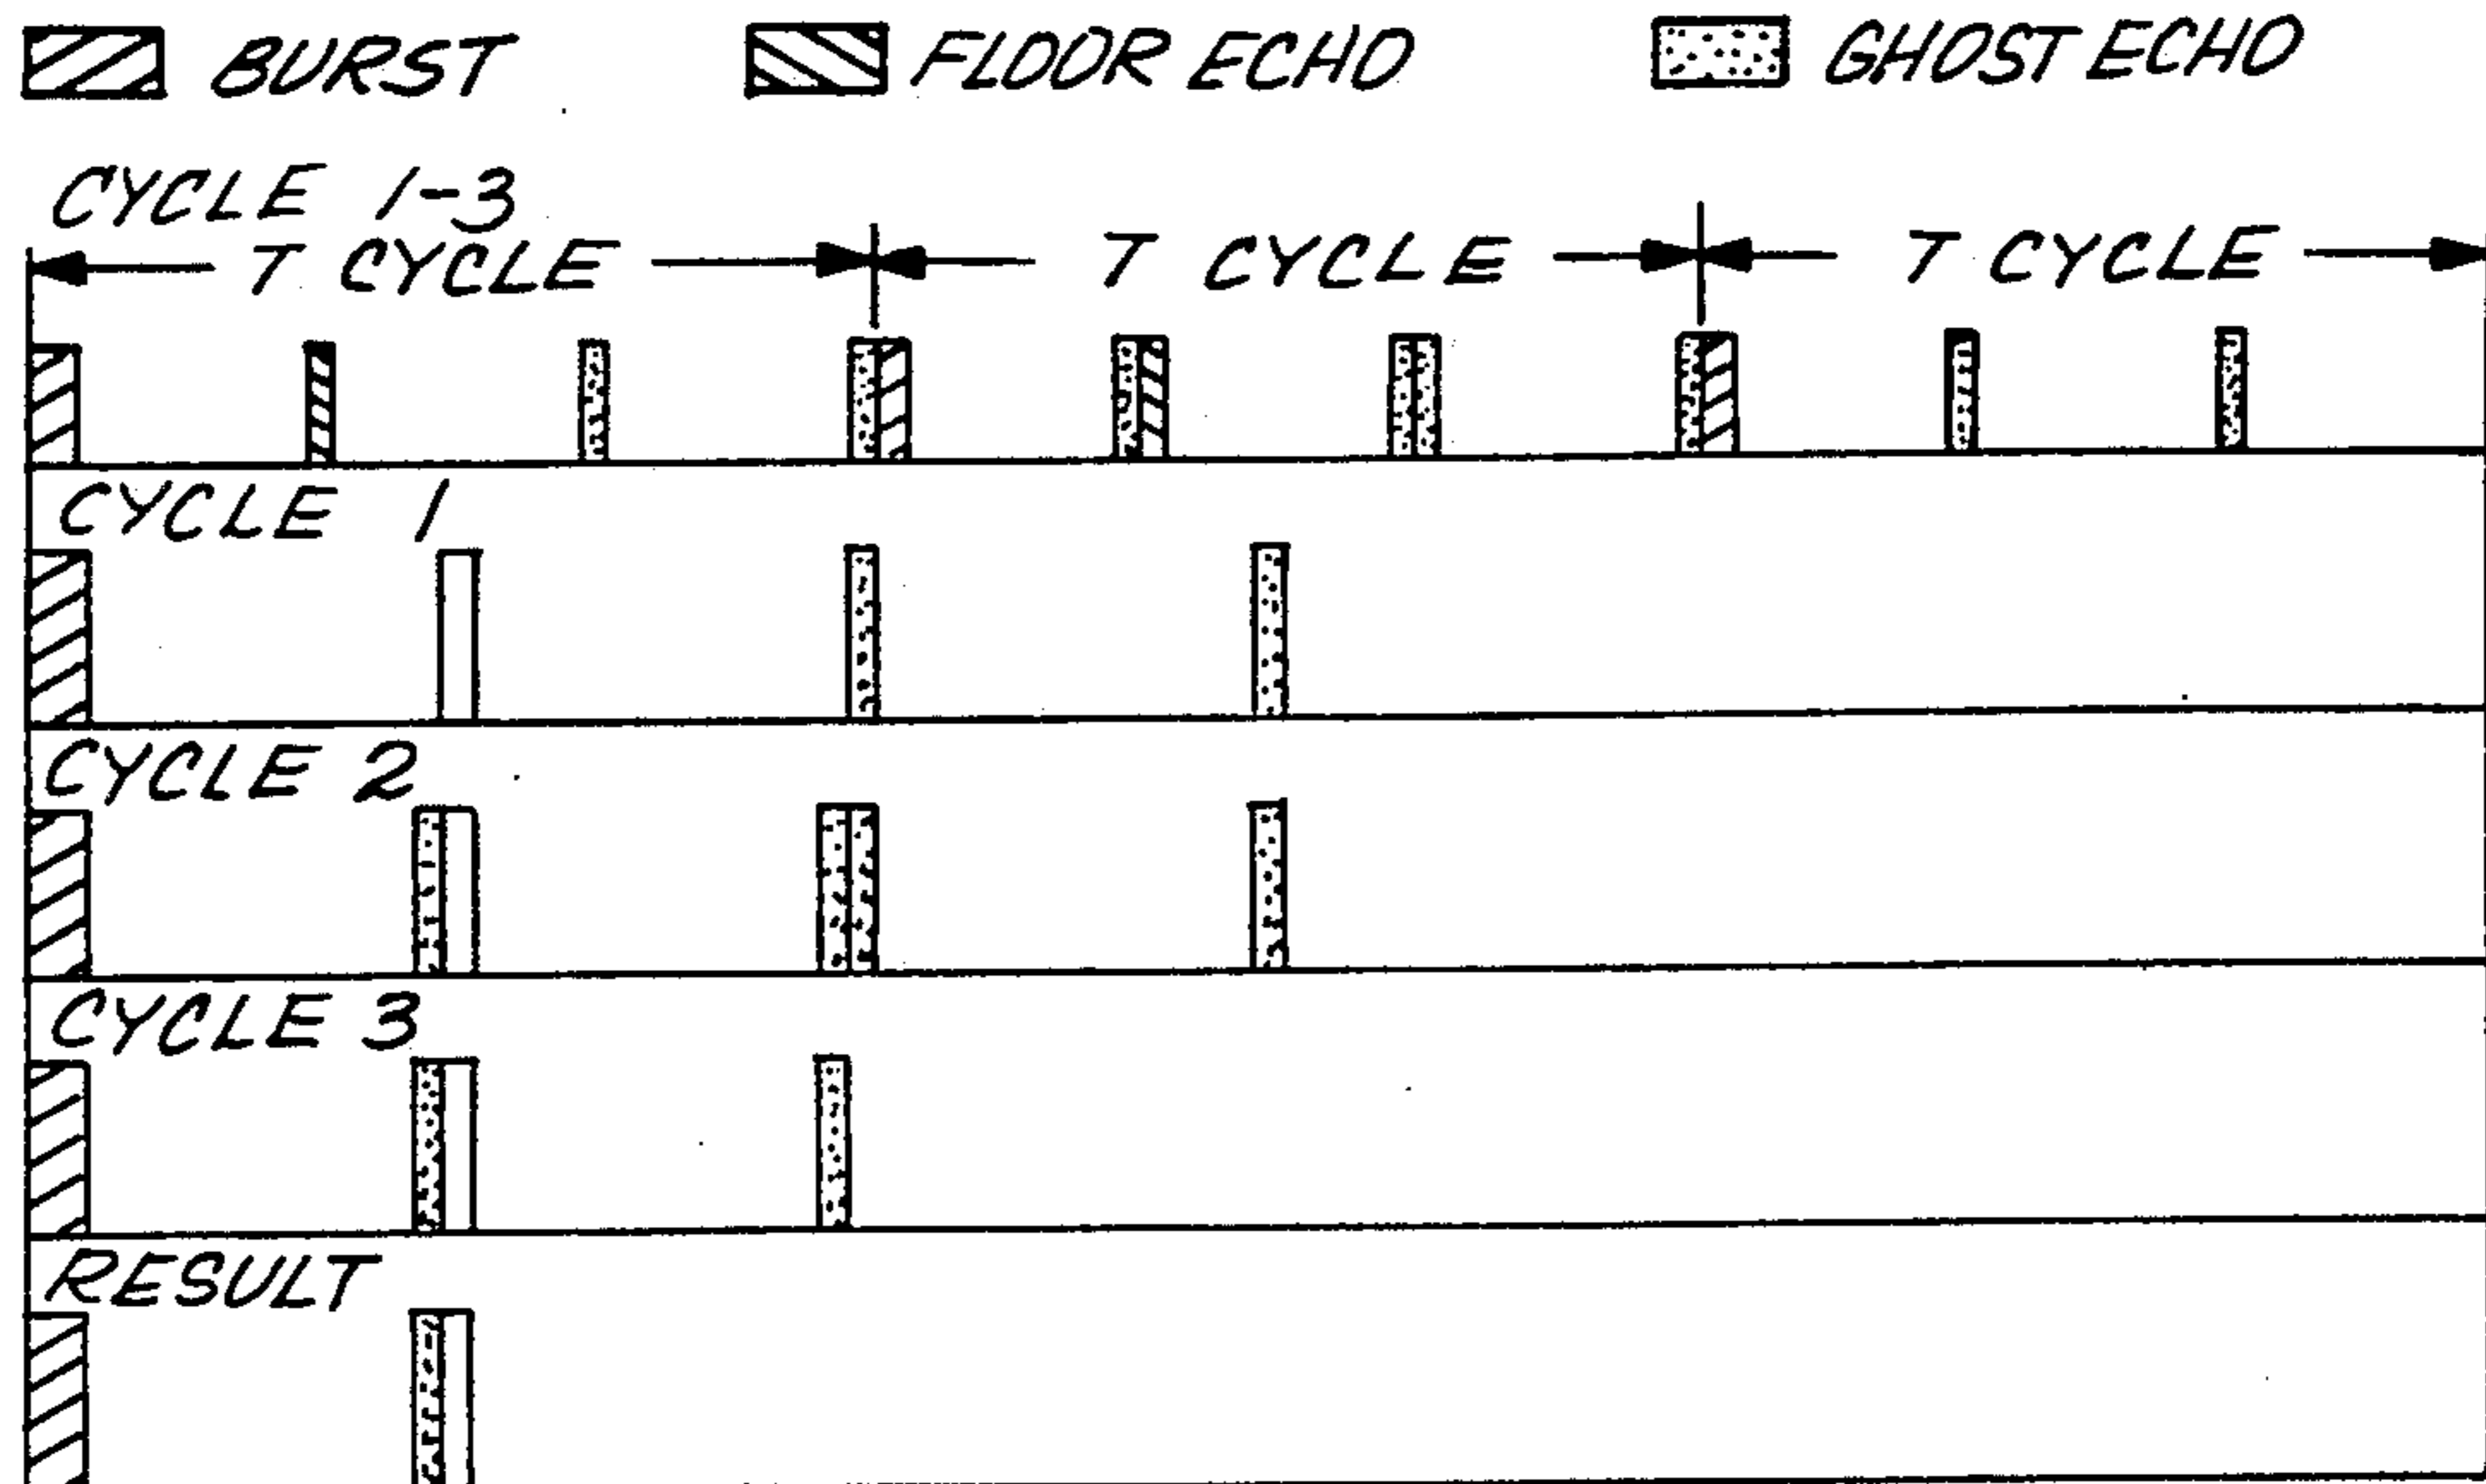 BURST FLOOR ECHO GHOST ECHO
CYCLE 1-3
T CYCLE T CYCLE T CYCLE
CYCLE 1
CYCLE 2
CYCLE 3
RESULT